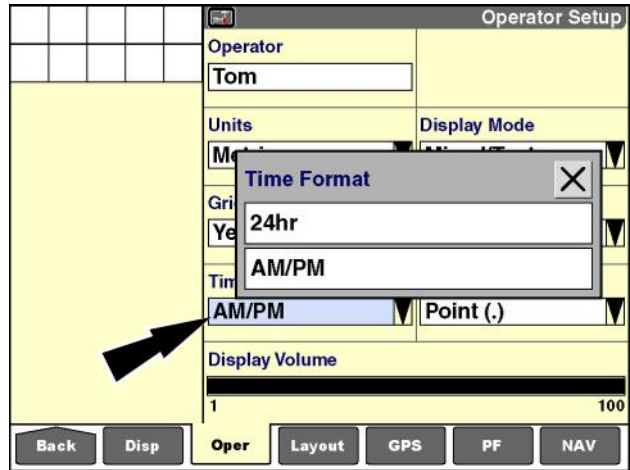 Operator Setup
Operator
Tom
Units
Display Mode
Time Format
24hr
AM/PM
AM/PM
Point (.)
Display Volume
1
100
Back
Disp
Oper
Layout
GPS
PF
NAV